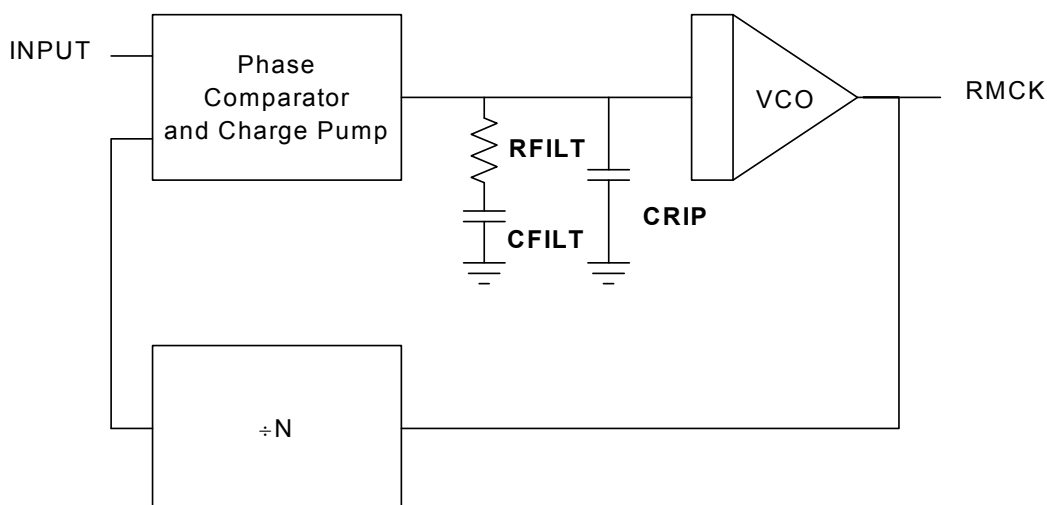 INPUT
Phase
Comparator
and Charge Pump
RFILT
CFILT
CRIP
VCO
RMCK
÷N